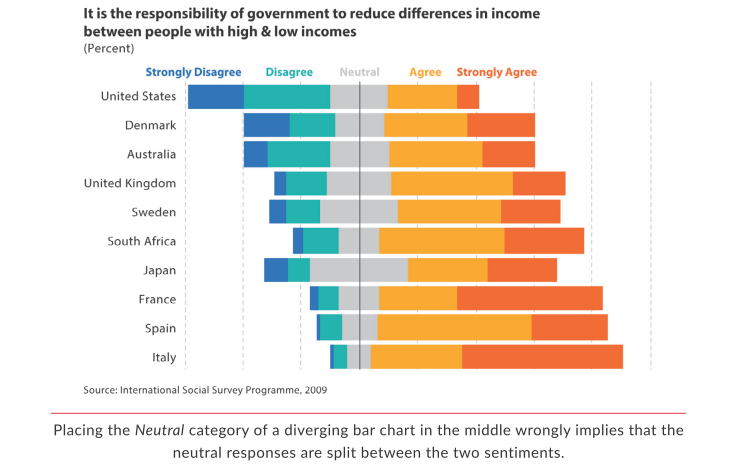 It is the responsibility of government to reduce differences in income
between people with high & low incomes
(Percent)
Strongly Disagree Disagree Neutral Agree Strongly Agree
United States
Denmark
Australia
United Kingdom
Sweden
South Africa
Japan
France
Spain
Italy
Source: International Social Survey Programme, 2009
Placing the Neutral category of a diverging bar chart in the middle wrongly implies that the
neutral responses are split between the two sentiments.